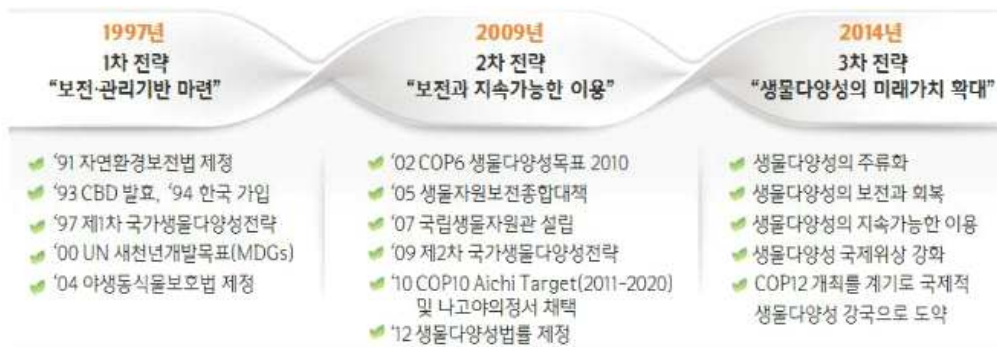 1997년
1차 전략
“보전·관리기반 마련”
‘91 자연환경보전법 제정
‘93 CBD 발효, ‘94 한국 가입
‘97 제1차 국가생물다양성전략
‘00 UN 새천년개발목표(MDGs)
‘04 야생동식물보호법 제정
2009년
2차 전략
“보전과 지속가능한 이용”
‘02 COP6 생물다양성목표 2010
‘05 생물자원보전종합대책
‘07 국립생물자원관 설립
‘09 제2차 국가생물다양성전략
‘10 COP10 Aichi Target(2011-2020)
및 나고야의정서 채택
‘12 생물다양성법률 제정
2014년
3차 전략
“생물다양성의 미래가치 확대”
생물다양성의 주류화
생물다양성의 보전과 회복
생물다양성의 지속가능한 이용
생물다양성 국제위상 강화
COP12 개최를 계기로 국제적
생물다양성 강국으로 도약